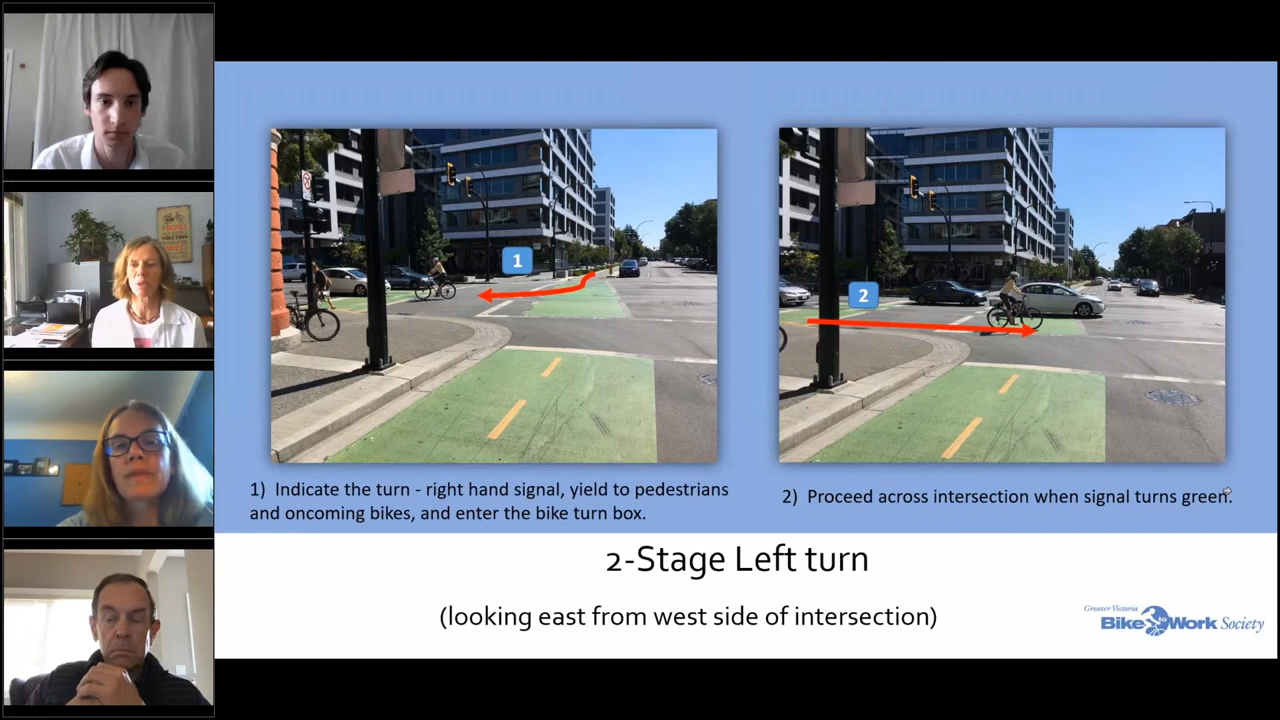 1
2
1) Indicate the turn - right hand signal, yield to pedestrians
and oncoming bikes, and enter the bike turn box.
2) Proceed across intersection when signal turns green.
2-Stage Left turn
(looking east from west side of intersection)
Greater Victoria
Bike to Work Society